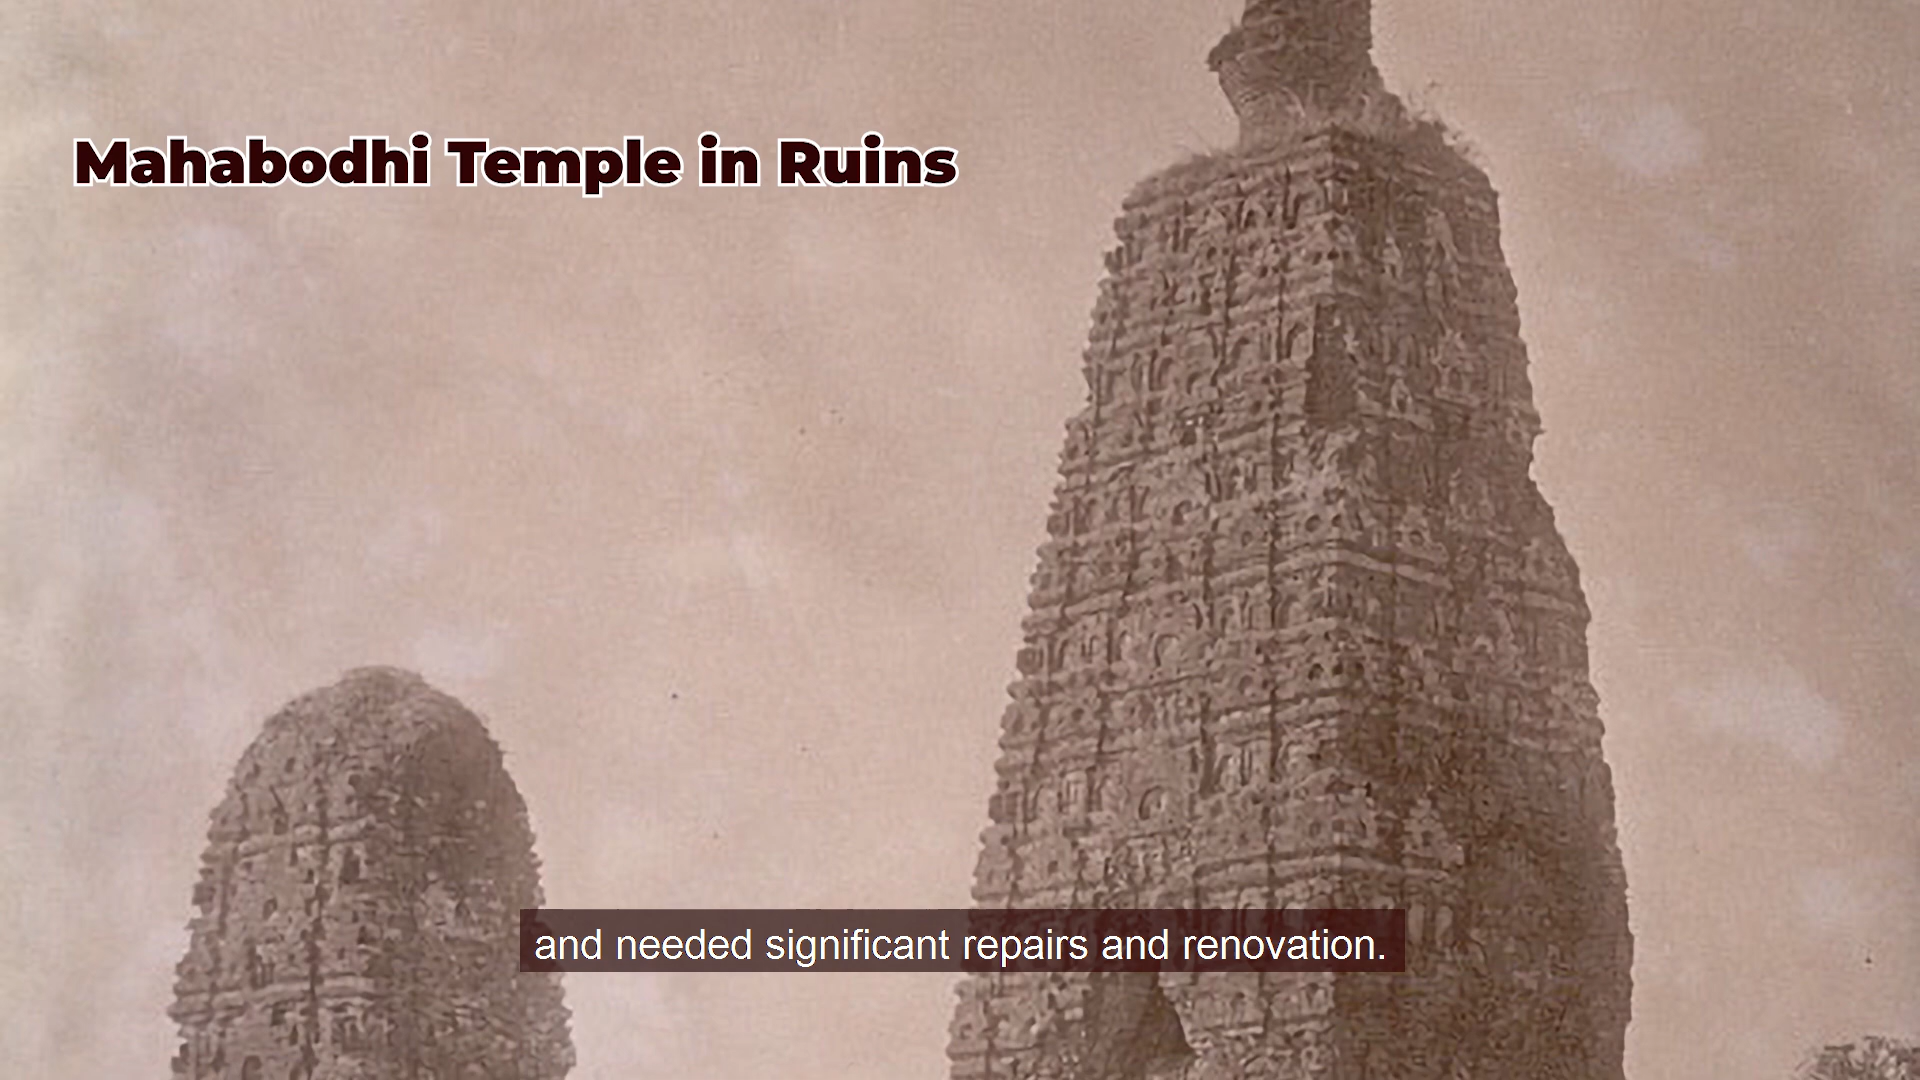 Mahabodhi Temple in Ruins
and needed significant repairs and renovation.